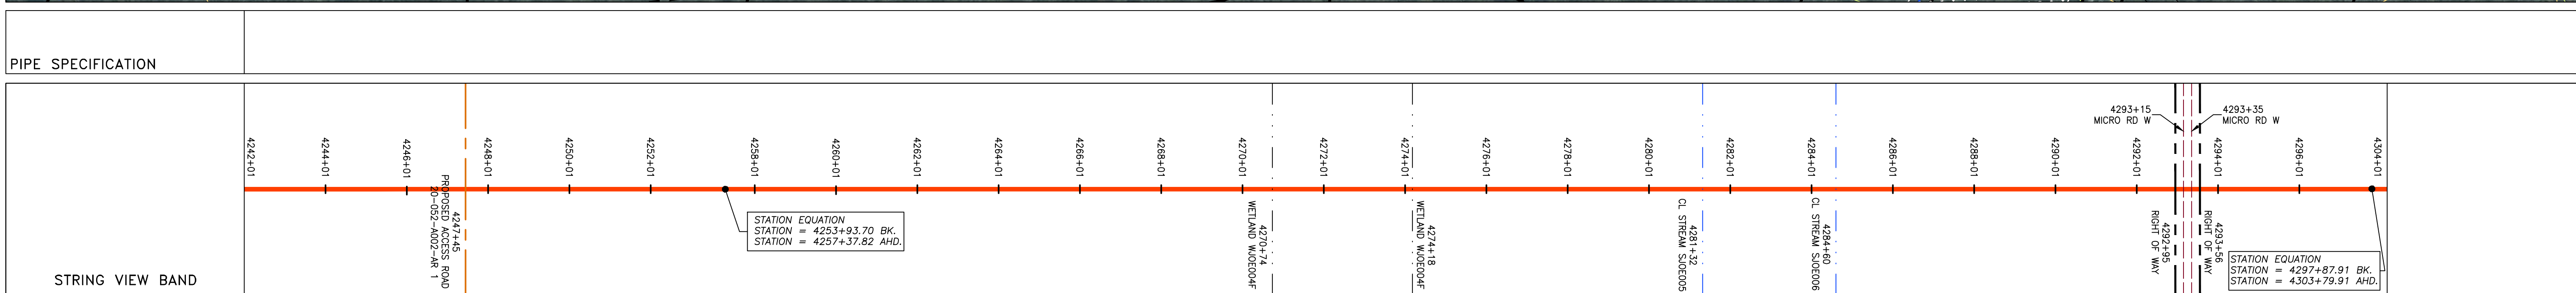 PIPE SPECIFICATION
STRING VIEW BAND
4242+01
4244+01
4246+01
4247+45
PROPOSED ACCESS ROAD
20-052-A002-AR 1
4248+01
4250+01
4252+01
STATION EQUATION
STATION = 4253+93.70 BK.
STATION = 4257+37.82 AHD.
4258+01
4260+01
4262+01
4264+01
4266+01
4268+01
4270+01
4270+74
WETLAND WJOE004F
4272+01
4274+01
4274+18
WETLAND WJOE004F
4276+01
4278+01
4280+01
4281+32
CL STREAM SJOE005
4282+01
4284+01
4284+60
CL STREAM SJOE006
4286+01
4288+01
4290+01
4292+01
4292+95
RIGHT OF WAY
4293+15
MICRO RD W
4293+35
MICRO RD W
4293+56
RIGHT OF WAY
4294+01
4296+01
STATION EQUATION
STATION = 4297+87.91 BK.
STATION = 4303+79.91 AHD.
4304+01